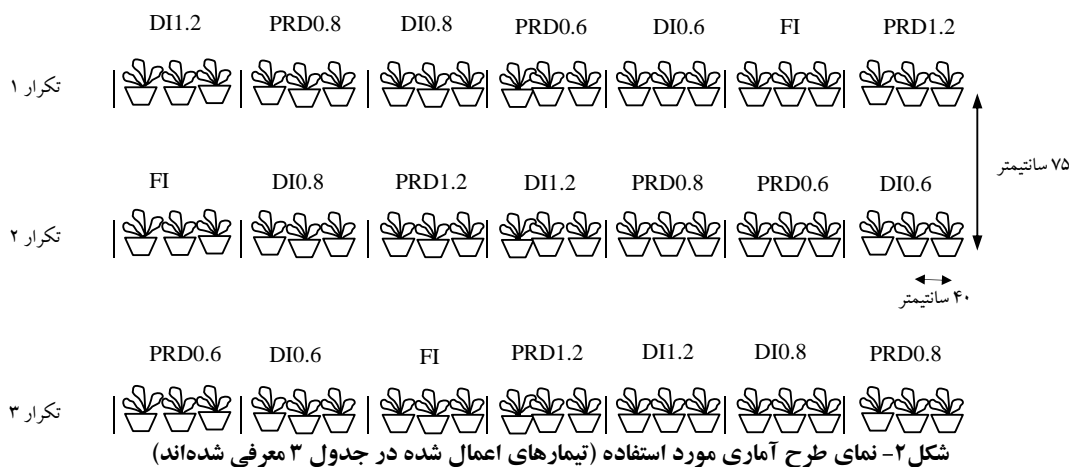 DI1.2 PRD0.8 DI0.8 PRD0.6 DI0.6 FI PRD1.2
تکرار ۱
۷۵ سانتیمتر
FI DI0.8 PRD1.2 DI1.2 PRD0.8 PRD0.6 DI0.6
تکرار ۲
۴۰ سانتیمتر
PRD0.6 DI0.6 FI PRD1.2 DI1.2 DI0.8 PRD0.8
تکرار ۳
شکل۲- نمای طرح آماری مورد استفاده (تیمارهای اعمال شده در جدول ۳ معرفی شده‌اند)